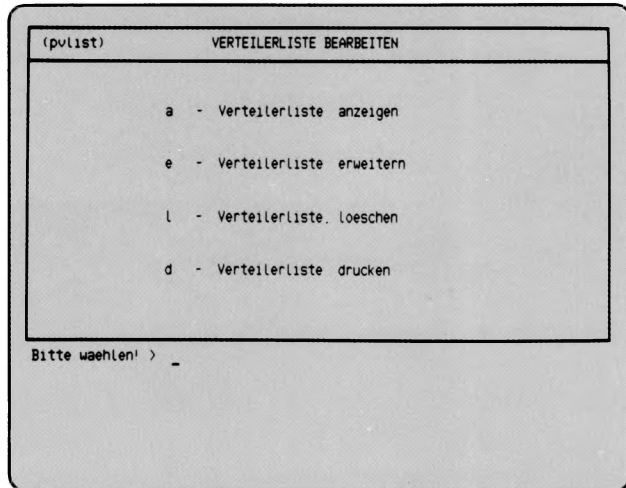 (pvlist) VERTEILERLISTE BEARBEITEN
a - Verteilerliste anzeigen
e - Verteilerliste erweitern
l - Verteilerliste. loeschen
d - Verteilerliste drucken
Bitte waehlen! > _